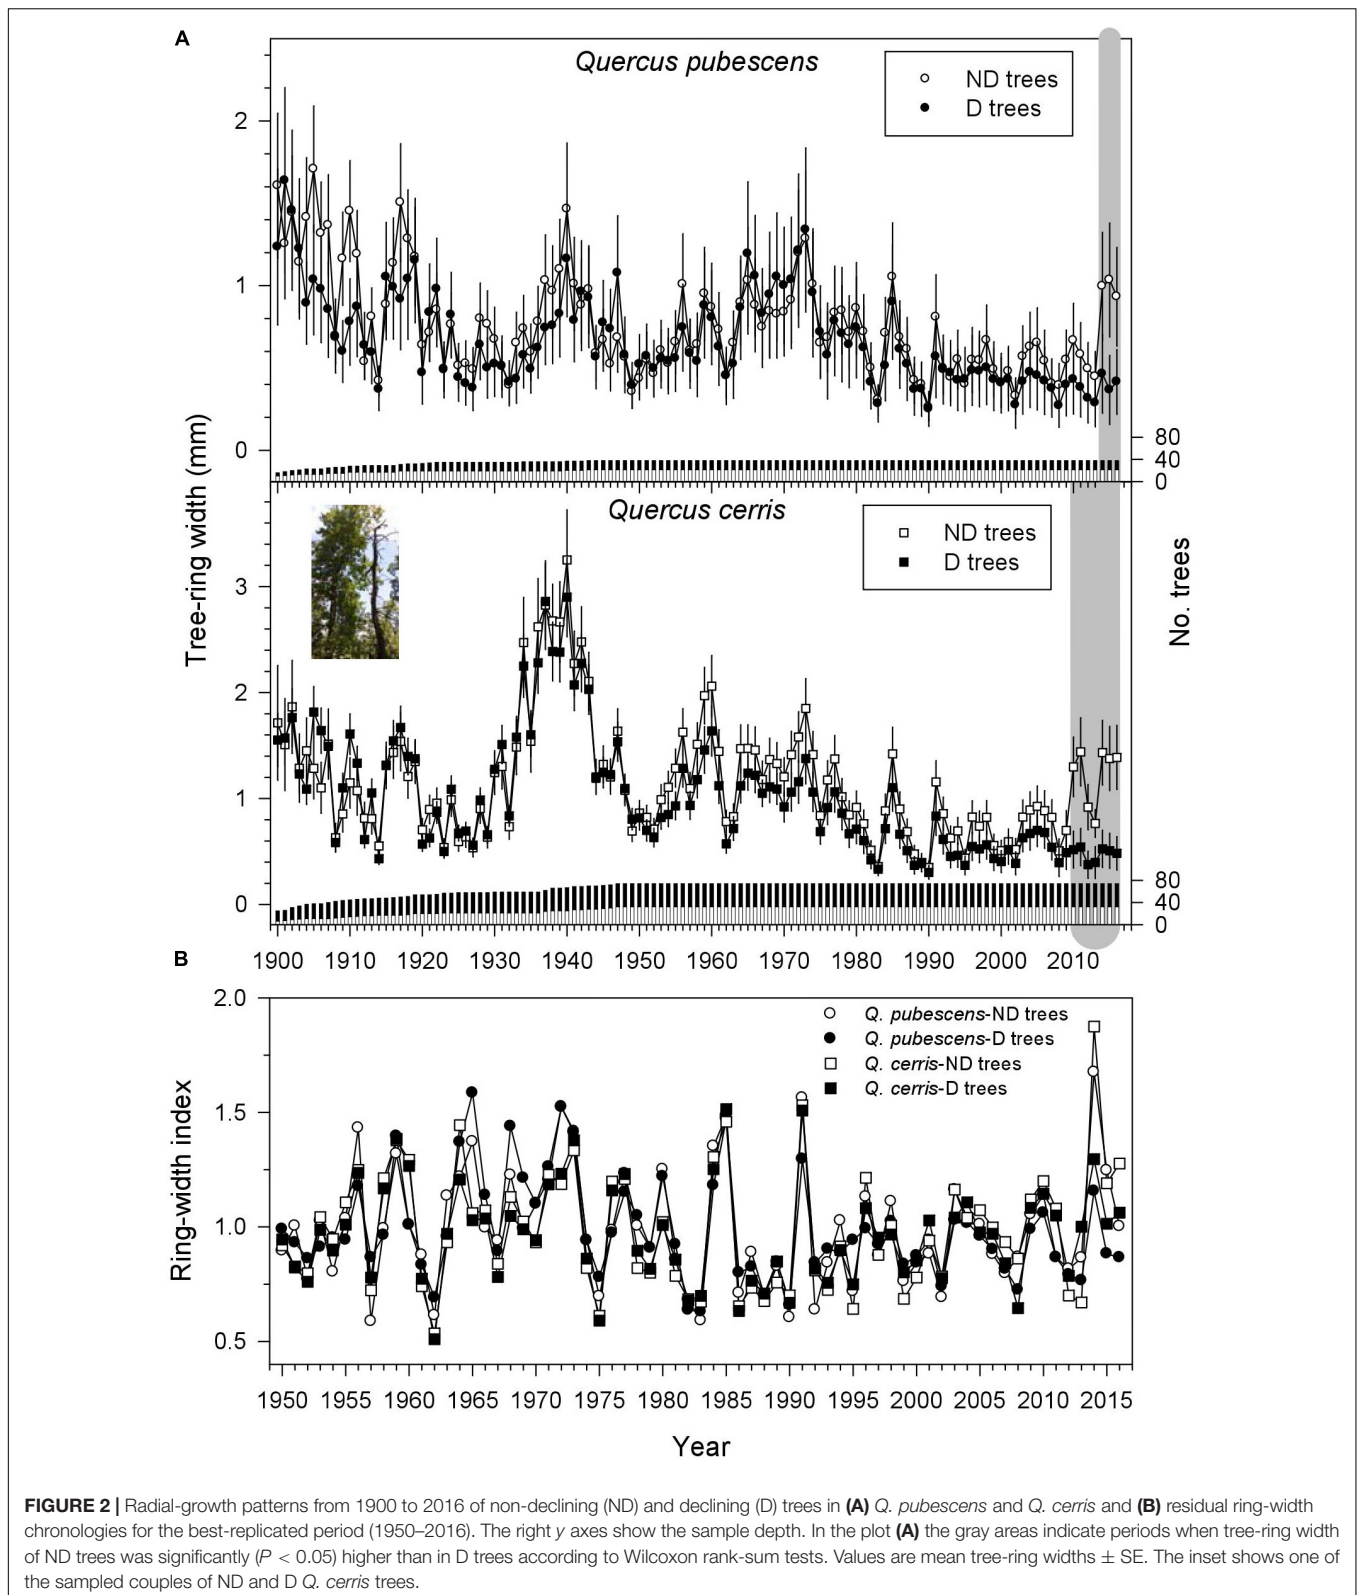 A
Quercus pubescens
ND trees
D trees
2
1
0
80
40
0
Tree-ring width (mm)
Quercus cerris
ND trees
D trees
3
2
1
0
80
40
0
No. trees
1900 1910 1920 1930 1940 1950 1960 1970 1980 1990 2000 2010
B
2.0
1.5
1.0
0.5
Ring-width index
Q. pubescens-ND trees
Q. pubescens-D trees
Q. cerris-ND trees
Q. cerris-D trees
1950 1955 1960 1965 1970 1975 1980 1985 1990 1995 2000 2005 2010 2015
Year
FIGURE 2 | Radial-growth patterns from 1900 to 2016 of non-declining (ND) and declining (D) trees in (A) Q. pubescens and Q. cerris and (B) residual ring-width
chronologies for the best-replicated period (1950–2016). The right y axes show the sample depth. In the plot (A) the gray areas indicate periods when tree-ring width
of ND trees was significantly (P < 0.05) higher than in D trees according to Wilcoxon rank-sum tests. Values are mean tree-ring widths ± SE. The inset shows one of
the sampled couples of ND and D Q. cerris trees.